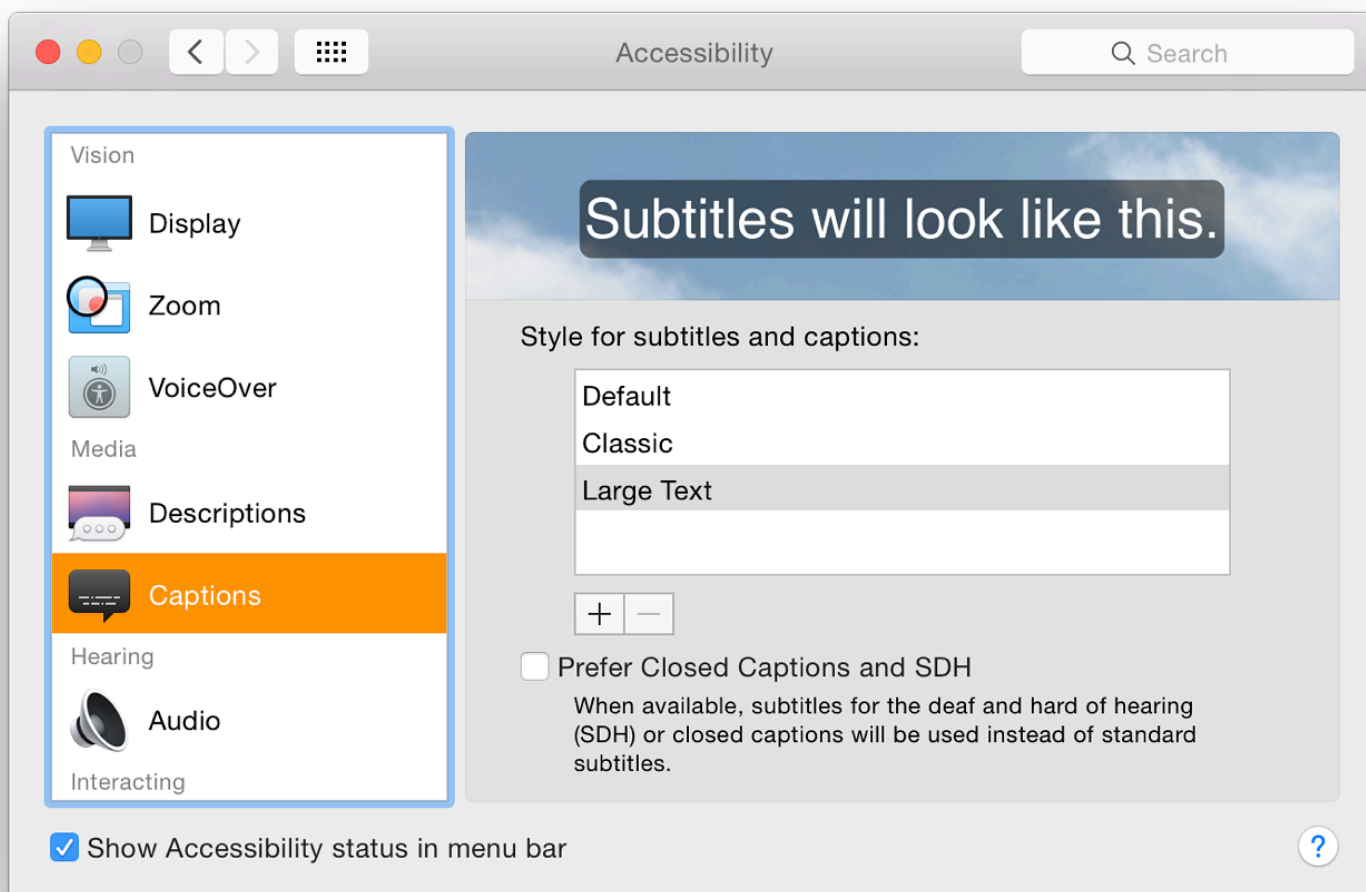 Accessibility
Search
Vision
Display
Zoom
VoiceOver
Media
Descriptions
Captions
Hearing
Audio
Interacting
Subtitles will look like this.
Style for subtitles and captions:
Default
Classic
Large Text
Prefer Closed Captions and SDH
When available, subtitles for the deaf and hard of hearing
(SDH) or closed captions will be used instead of standard
subtitles.
Show Accessibility status in menu bar
?